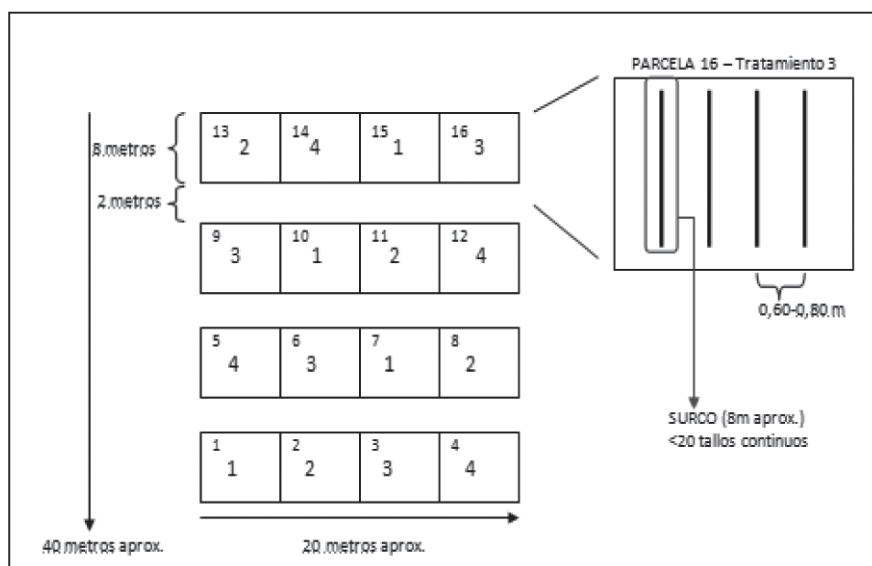 PARCELA 16 – Tratamiento 3
8 metros
13 14 15 16
2 4 1 3
2 metros
9 10 11 12
3 1 2 4
0,60-0,80 m
5 6 7 8
4 3 1 2
SURCO (8m aprox.)
<20 tallos continuos
1 2 3 4
1 2 3 4
40 metros aprox.
20 metros aprox.